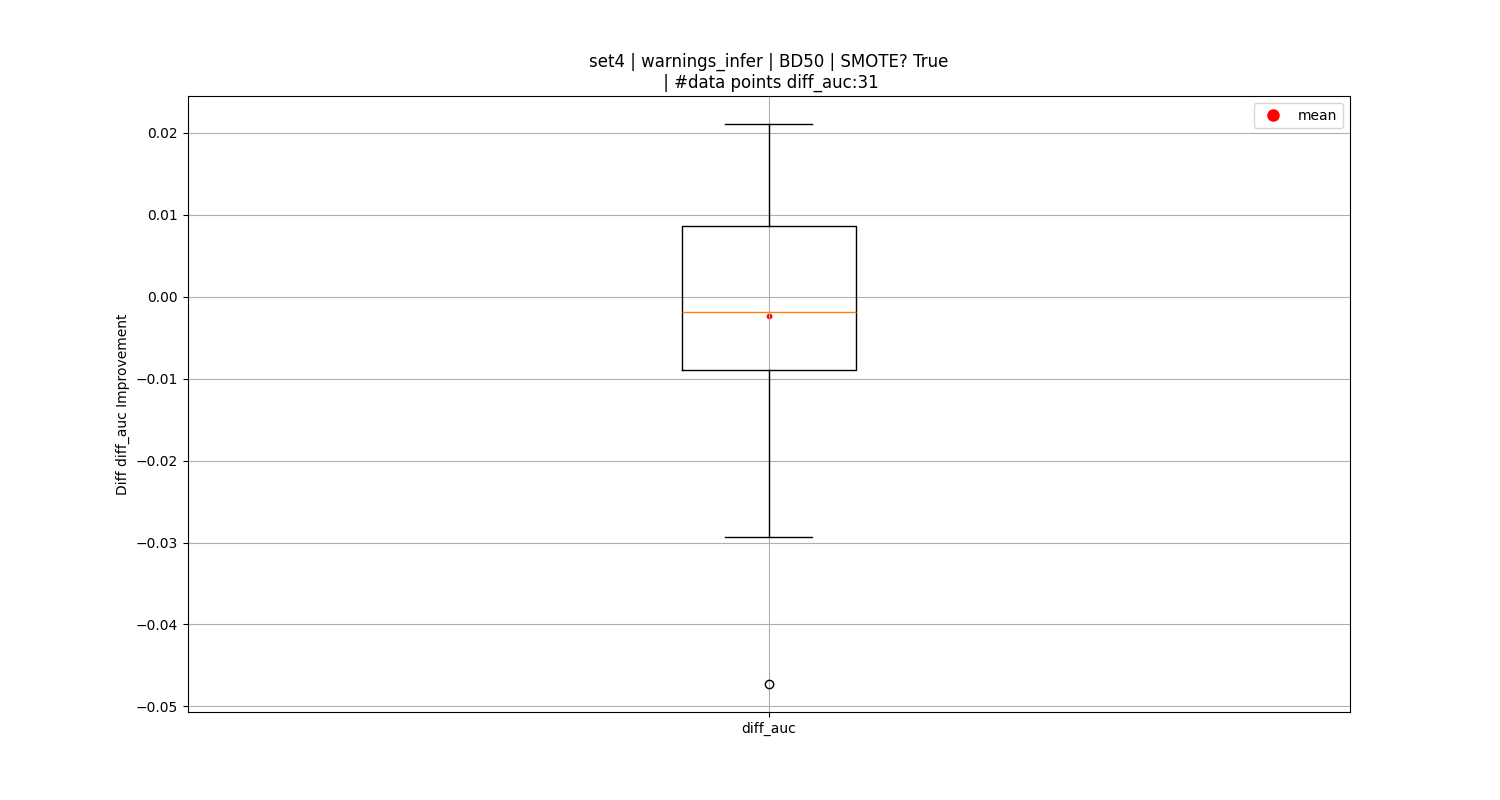 set4 | warnings_infer | BD50 | SMOTE? True
| #data points diff_auc:31
mean
0.02
0.01
0.00
−0.01
−0.02
−0.03
−0.04
−0.05
Diff diff_auc Improvement
diff_auc